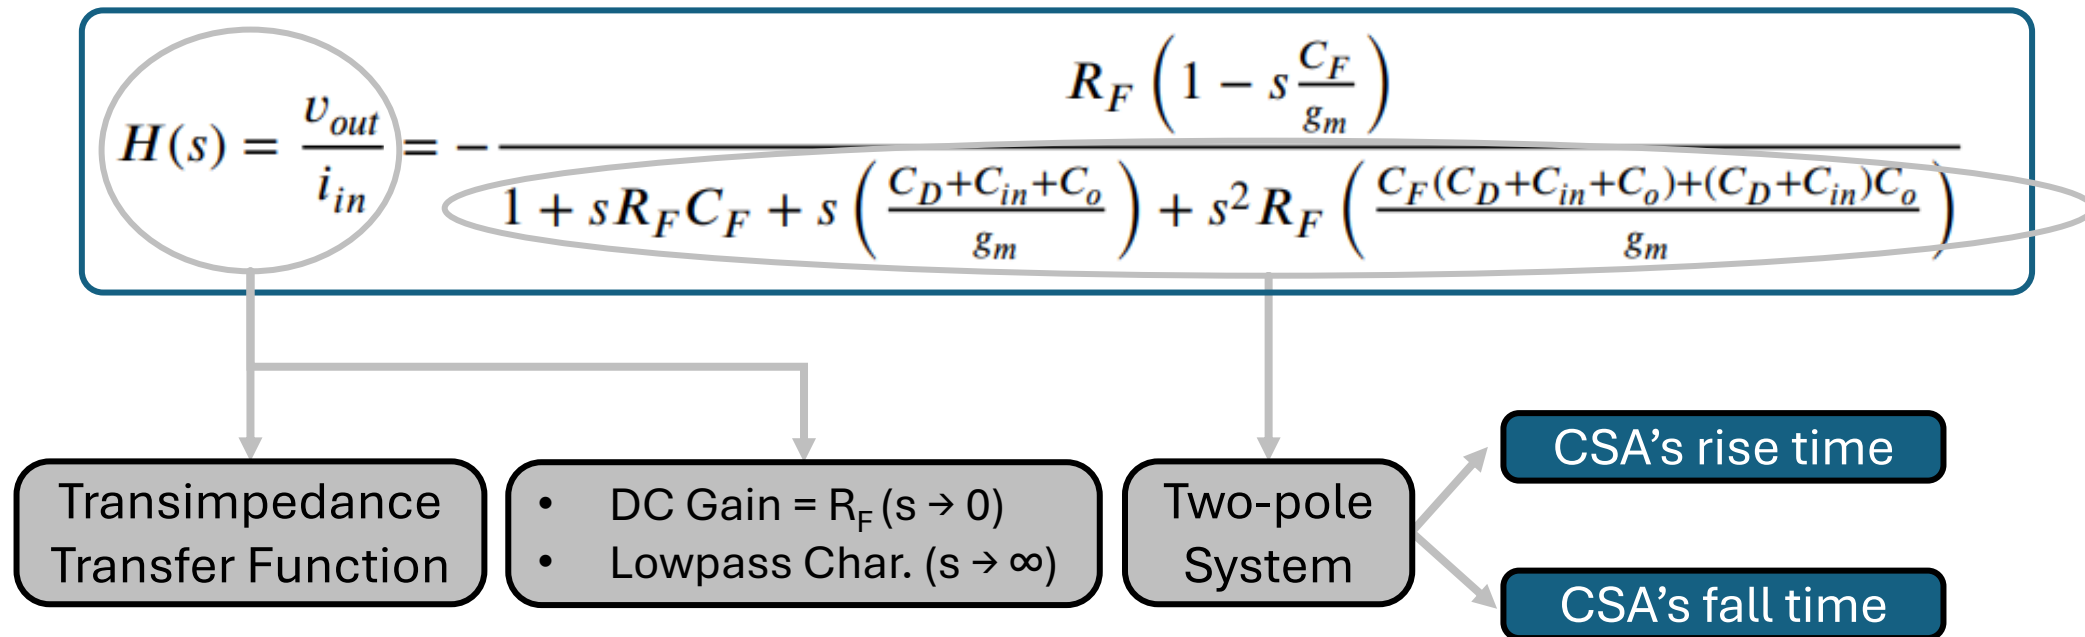 H(s) = v_out / i_in = − R_F (1 − s C_F / g_m) / (1 + sR_F C_F + s ((C_D+C_in+C_o) / g_m) + s² R_F ((C_F(C_D+C_in+C_o)+(C_D+C_in)C_o) / g_m))
Transimpedance
Transfer Function
• DC Gain = R_F (s → 0)
• Lowpass Char. (s → ∞)
Two-pole
System
CSA’s rise time
CSA’s fall time